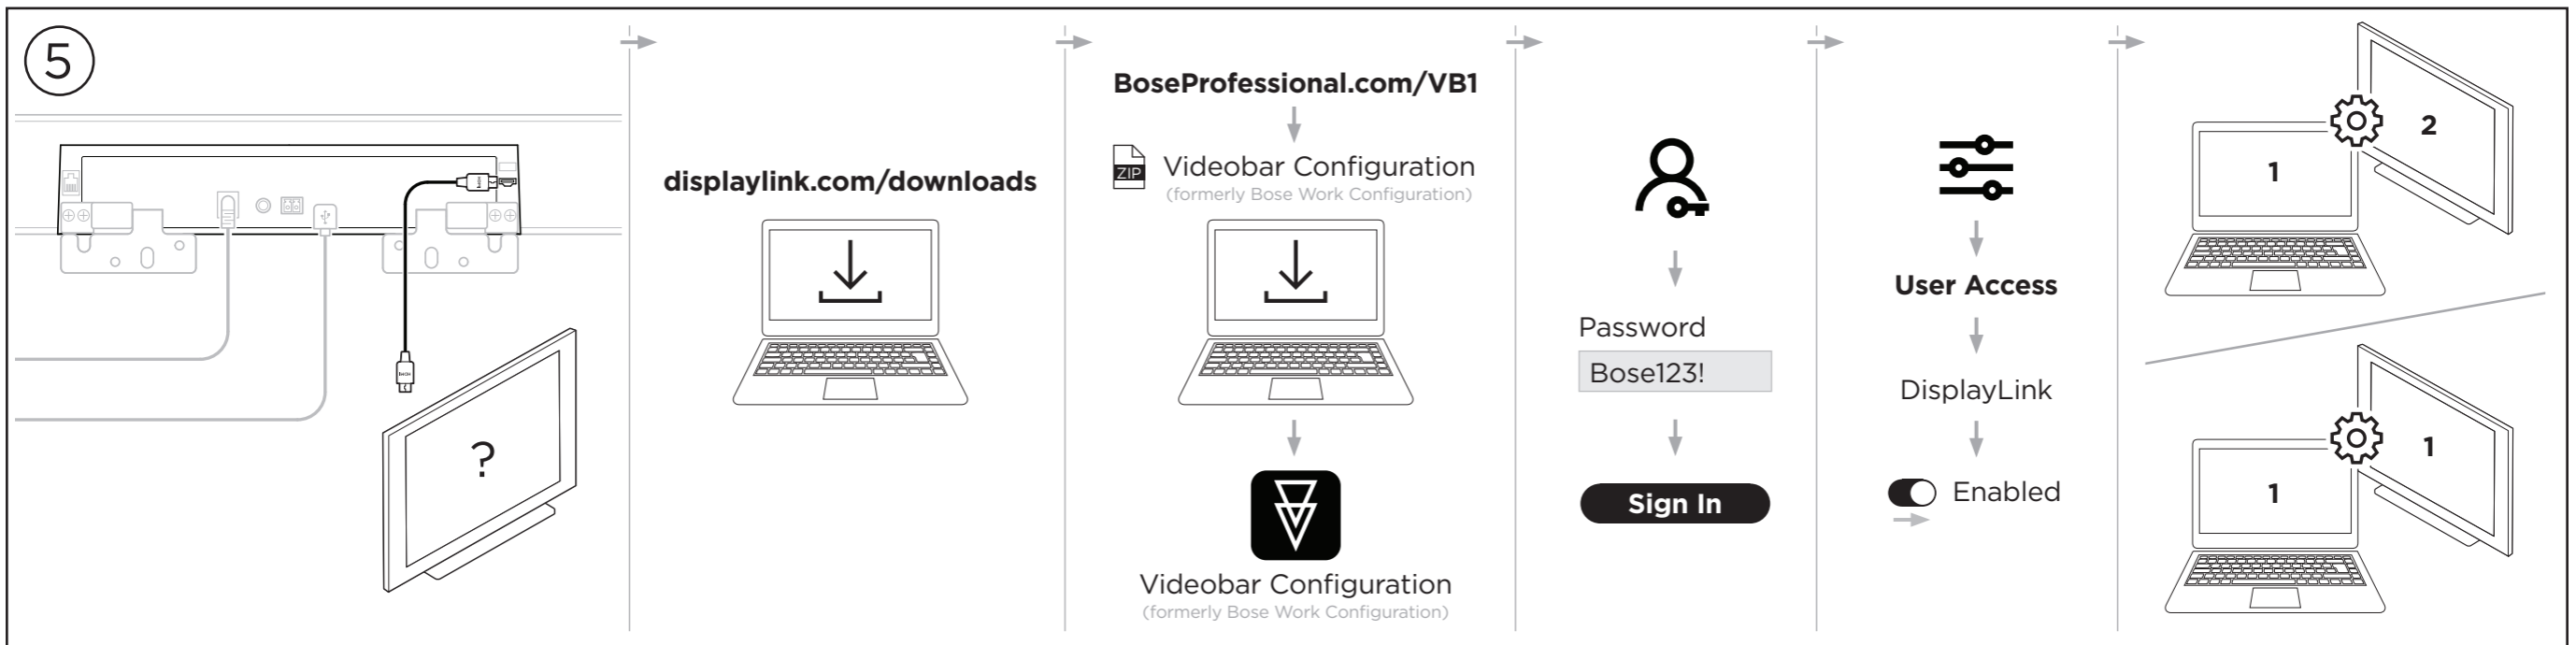 5
?
displaylink.com/downloads
BoseProfessional.com/VB1
ZIP
Videobar Configuration
(formerly Bose Work Configuration)
Videobar Configuration
(formerly Bose Work Configuration)
Password
Bose123!
Sign In
User Access
DisplayLink
Enabled
1
2
1
1